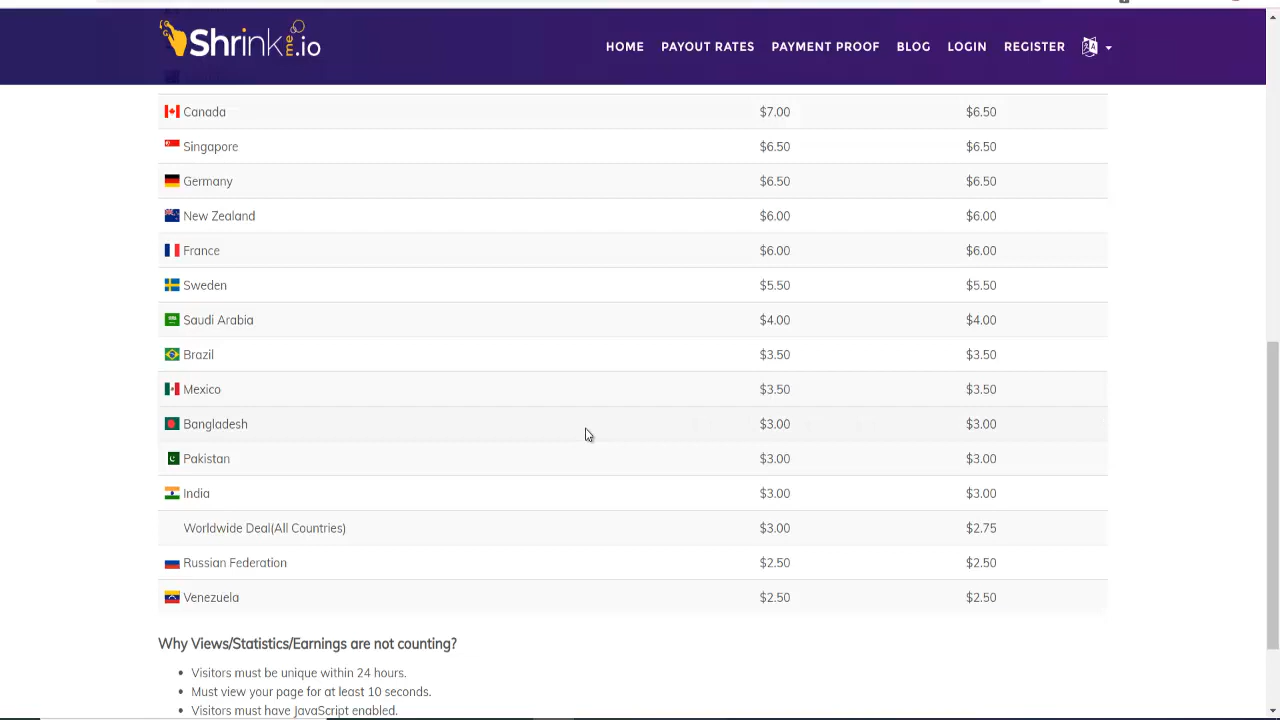 Shrinkme.io HOME PAYOUT RATES PAYMENT PROOF BLOG LOGIN REGISTER
Canada $7.00 $6.50
Singapore $6.50 $6.50
Germany $6.50 $6.50
New Zealand $6.00 $6.00
France $6.00 $6.00
Sweden $5.50 $5.50
Saudi Arabia $4.00 $4.00
Brazil $3.50 $3.50
Mexico $3.50 $3.50
Bangladesh $3.00 $3.00
Pakistan $3.00 $3.00
India $3.00 $3.00
Worldwide Deal(All Countries) $3.00 $2.75
Russian Federation $2.50 $2.50
Venezuela $2.50 $2.50
Why Views/Statistics/Earnings are not counting?
• Visitors must be unique within 24 hours.
• Must view your page for at least 10 seconds.
• Visitors must have JavaScript enabled.